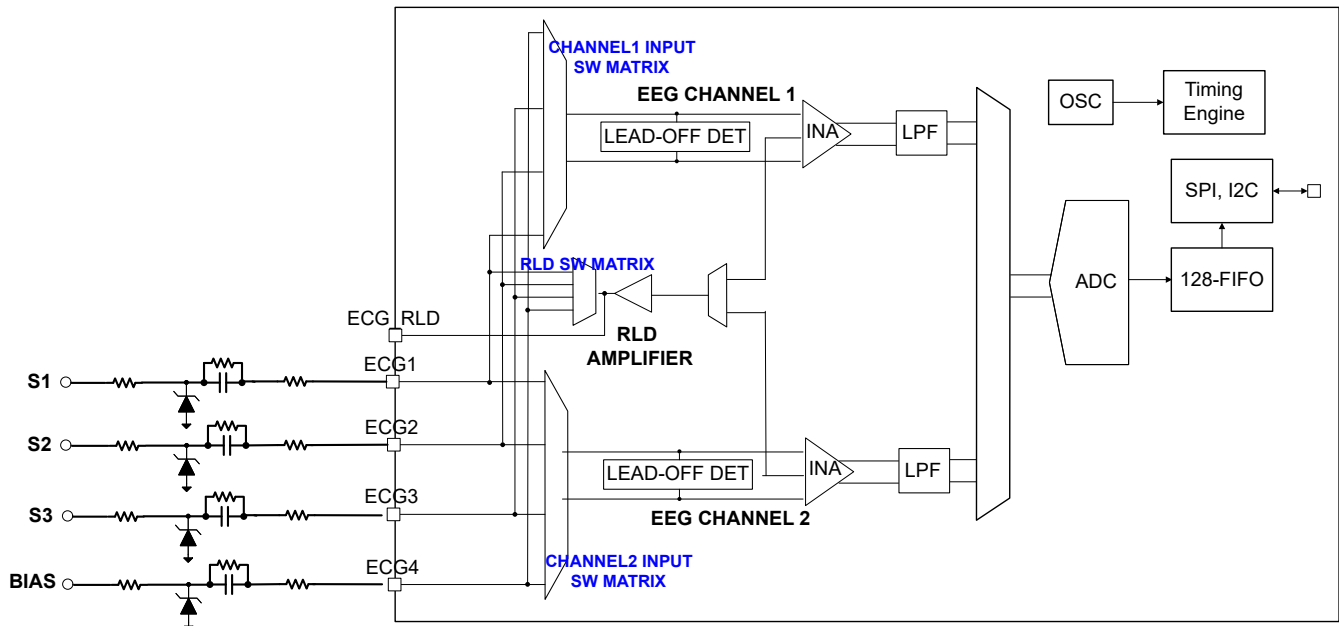 CHANNEL1 INPUT
SW MATRIX
EEG CHANNEL 1
LEAD-OFF DET
INA
LPF
OSC
Timing
Engine
SPI, I2C
ADC
128-FIFO
RLD SW MATRIX
RLD
AMPLIFIER
ECG RLD
S1
ECG1
S2
ECG2
S3
ECG3
BIAS
ECG4
LEAD-OFF DET
INA
LPF
EEG CHANNEL 2
CHANNEL2 INPUT
SW MATRIX